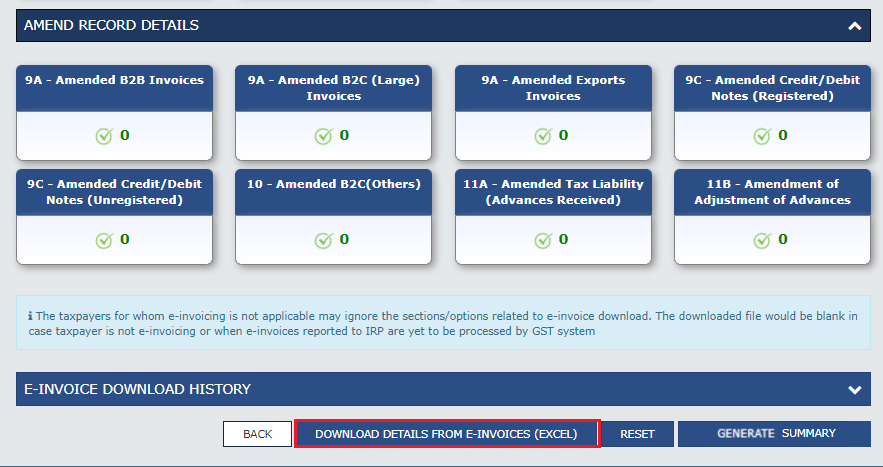 AMEND RECORD DETAILS
9A - Amended B2B Invoices
0
9A - Amended B2C (Large)
Invoices
0
9A - Amended Exports
Invoices
0
9C - Amended Credit/Debit
Notes (Registered)
0
9C - Amended Credit/Debit
Notes (Unregistered)
0
10 - Amended B2C(Others)
0
11A - Amended Tax Liability
(Advances Received)
0
11B - Amendment of
Adjustment of Advances
0
The taxpayers for whom e-invoicing is not applicable may ignore the sections/options related to e-invoice download. The downloaded file would be blank in
case taxpayer is not e-invoicing or when e-invoices reported to IRP are yet to be processed by GST system
E-INVOICE DOWNLOAD HISTORY
BACK DOWNLOAD DETAILS FROM E-INVOICES (EXCEL) RESET GENERATE SUMMARY